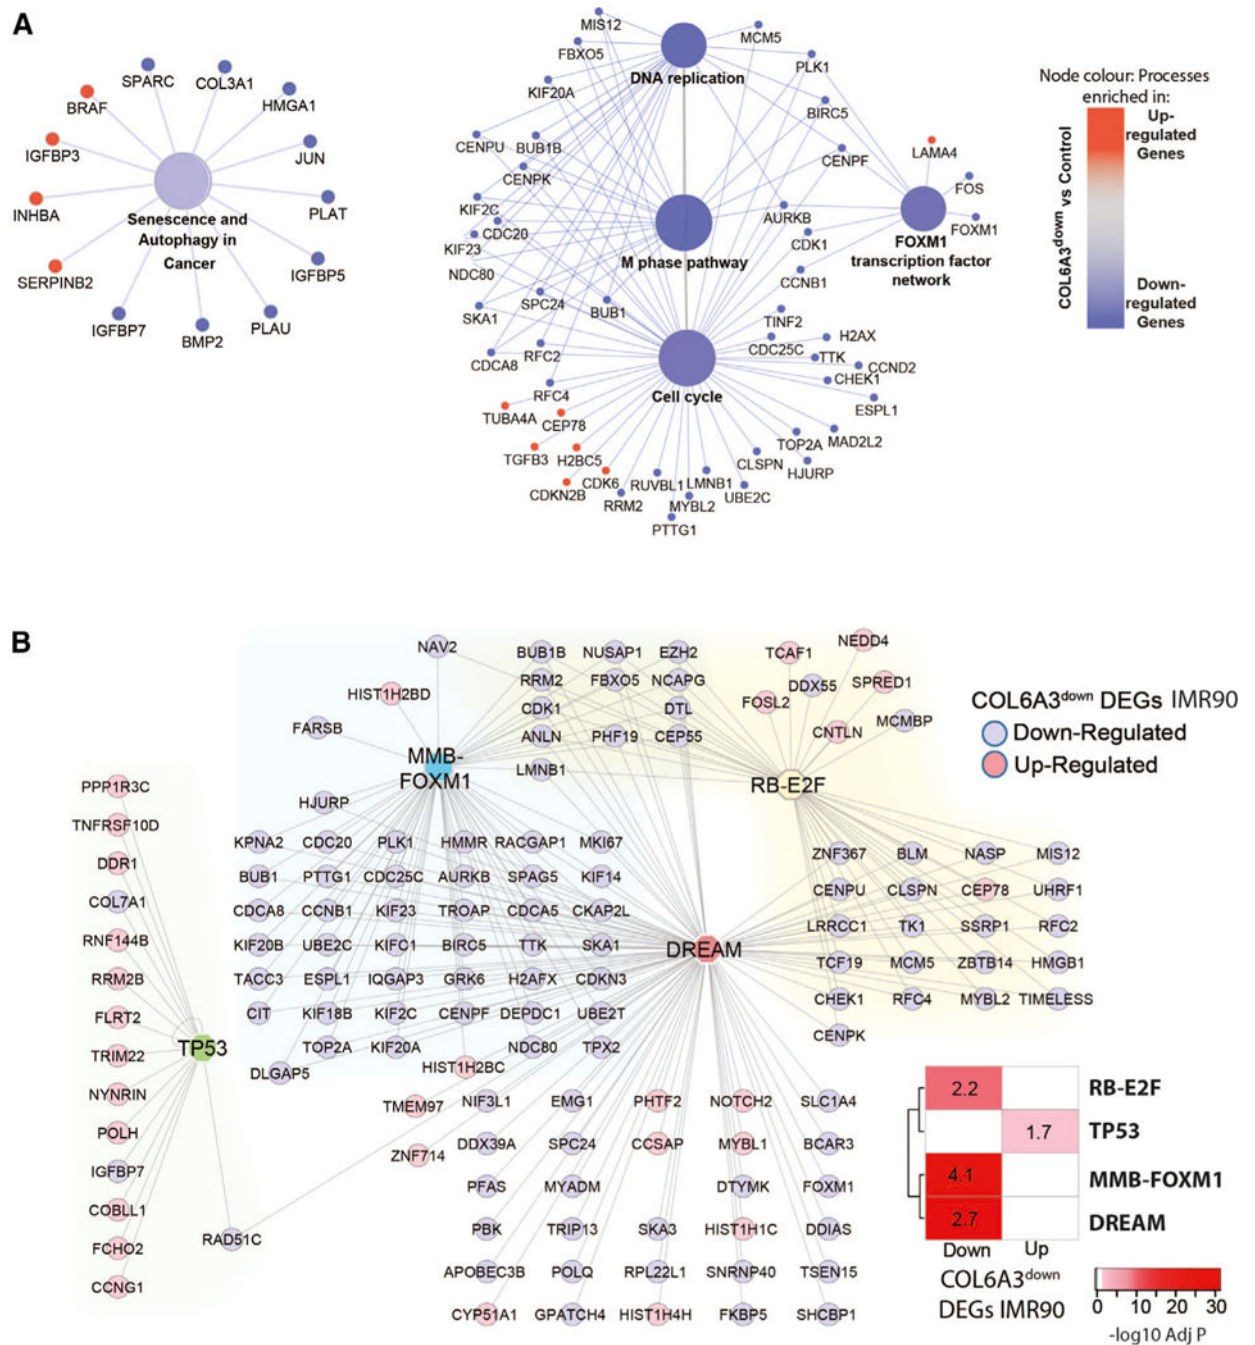 A
SPARC
COL3A1
BRAF
HMGA1
IGFBP3
JUN
INHBA
PLAT
Senescence and
Autophagy in
Cancer
SERPINB2
IGFBP5
IGFBP7
BMP2
PLAU
MIS12
MCM5
FBXO5
DNA replication
PLK1
KIF20A
BIRC5
CENPU
BUB1B
CENPF
CENPK
KIF2C
AURKB
CDC20
CDK1
KIF23
M phase pathway
NDC80
CCNB1
SPC24
BUB1
SKA1
TINF2
H2AX
CDC25C
TTK
CDCA8
RFC2
CCND2
CHEK1
RFC4
Cell cycle
ESPL1
TUBA4A
CEP78
TOP2A
MAD2L2
TGFB3
H2BC5
CLSPN
HJURP
CDKN2B
CDK6
RUVBL1
LMNB1
UBE2C
RRM2
MYBL2
PTTG1
LAMA4
FOS
FOXM1
FOXM1
transcription factor
network
Node colour: Processes
enriched in:
Up-
regulated
Genes
COL6A3down vs Control
Down-
regulated
Genes
B
NAV2
BUB1B
NUSAP1
EZH2
TCAF1
NEDD4
HIST1H2BD
RRM2
FBXO5
NCAPG
DDX55
SPRED1
FARSB
CDK1
DTL
FOSL2
MCMBP
ANLN
PHF19
CEP55
CNTLN
MMB-
FOXM1
LMNB1
RB-E2F
COL6A3down DEGs IMR90
Down-Regulated
Up-Regulated
PPP1R3C
TNFRSF10D
DDR1
COL7A1
RNF144B
RRM2B
FLRT2
TRIM22
NYNRIN
POLH
IGFBP7
COBLL1
FCHO2
CCNG1
TP53
RAD51C
HJURP
KPNA2 CDC20 PLK1 HMMR RACGAP1 MKI67
BUB1 PTTG1 CDC25C AURKB SPAG5 KIF14
CDCA8 CCNB1 KIF23 TROAP CDCA5 CKAP2L
KIF20B UBE2C KIFC1 BIRC5 TTK SKA1
TACC3 ESPL1 IQGAP3 GRK6 H2AFX CDKN3
CIT KIF18B KIF2C CENPF DEPDC1 UBE2T
TOP2A KIF20A NDC80 TPX2
DLGAP5
HIST1H2BC
DREAM
ZNF367 BLM NASP MIS12
CENPU CLSPN CEP78 UHRF1
LRRCC1 TK1 SSRP1 RFC2
TCF19 MCM5 ZBTB14 HMGB1
CHEK1 RFC4 MYBL2 TIMELESS
CENPK
TMEM97
ZNF714
NIF3L1 EMG1 PHTF2 NOTCH2 SLC1A4
DDX39A SPC24 CCSAP MYBL1 BCAR3
PFAS MYADM DTYMK FOXM1
PBK TRIP13 SKA3 HIST1H1C DDIAS
APOBEC3B POLQ RPL22L1 SNRNP40 TSEN15
CYP51A1 GPATCH4 HIST1H4H FKBP5 SHCBP1
2.2 RB-E2F
1.7 TP53
4.1 MMB-FOXM1
2.7 DREAM
Down Up
COL6A3down
DEGs IMR90
0 10 20 30
-log10 Adj P